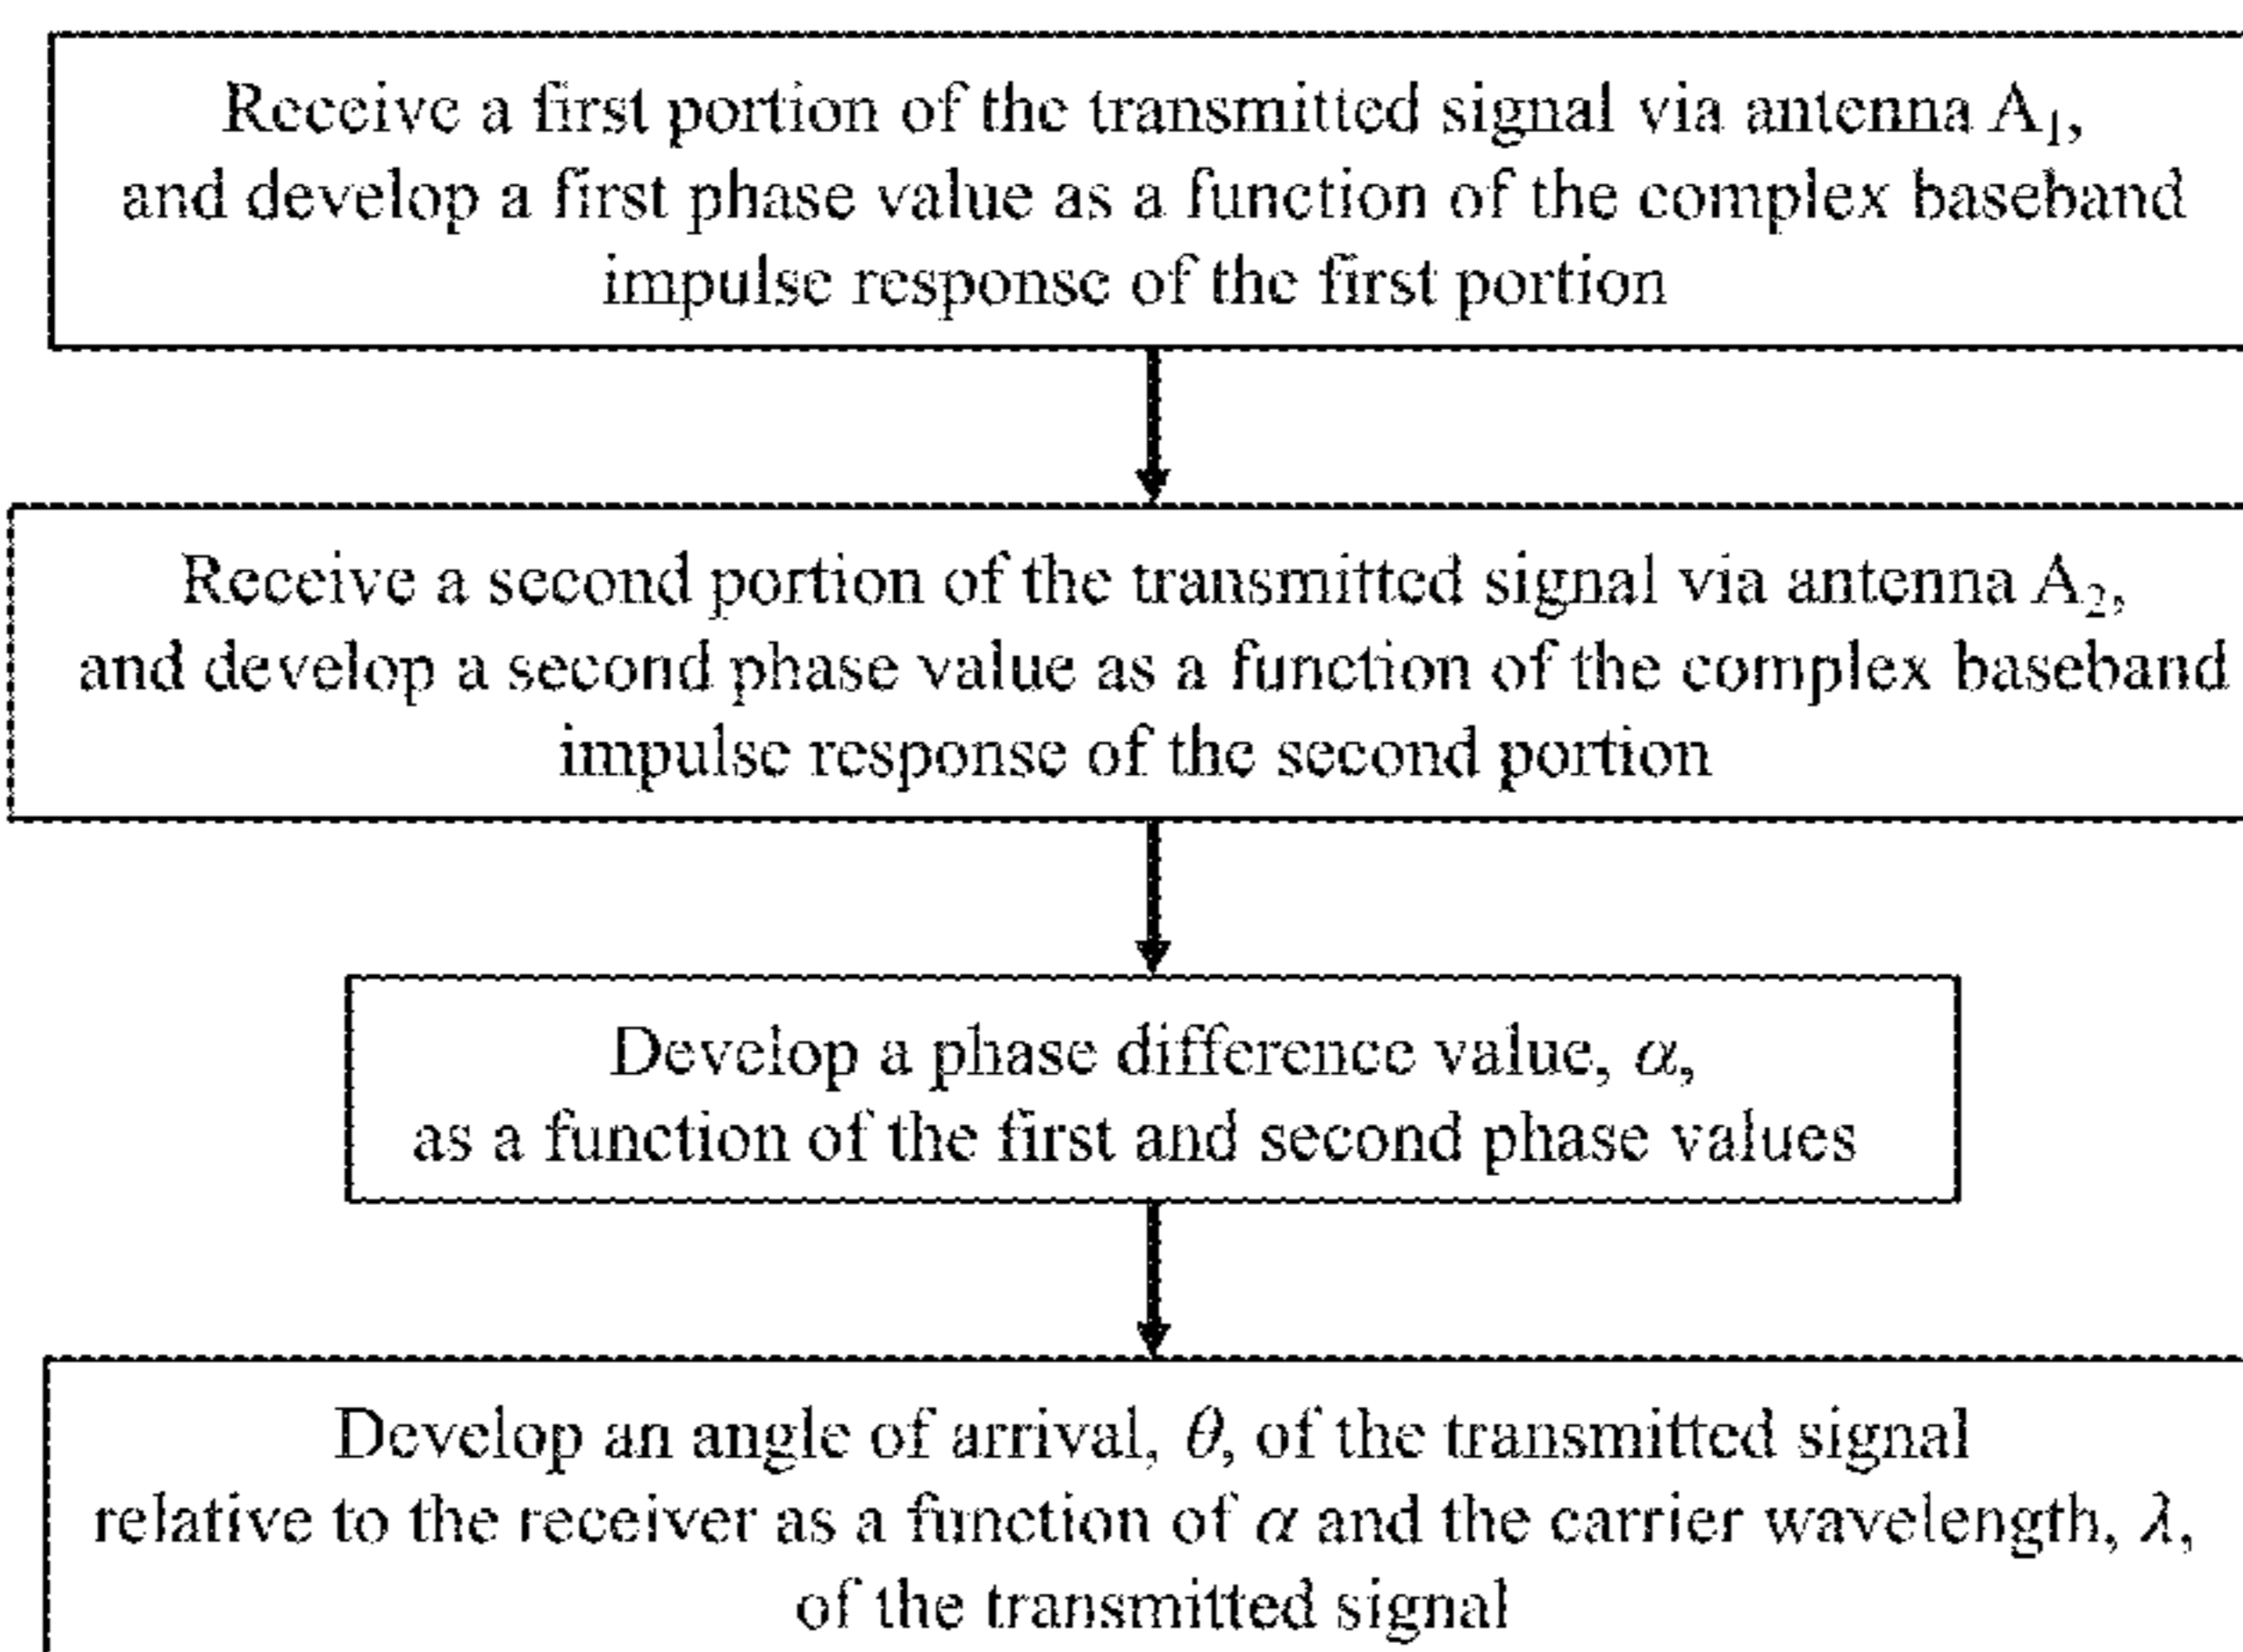 Receive a first portion of the transmitted signal via antenna A₁,
and develop a first phase value as a function of the complex baseband
impulse response of the first portion
Receive a second portion of the transmitted signal via antenna A₂,
and develop a second phase value as a function of the complex baseband
impulse response of the second portion
Develop a phase difference value, α,
as a function of the first and second phase values
Develop an angle of arrival, θ, of the transmitted signal
relative to the receiver as a function of α and the carrier wavelength, λ,
of the transmitted signal